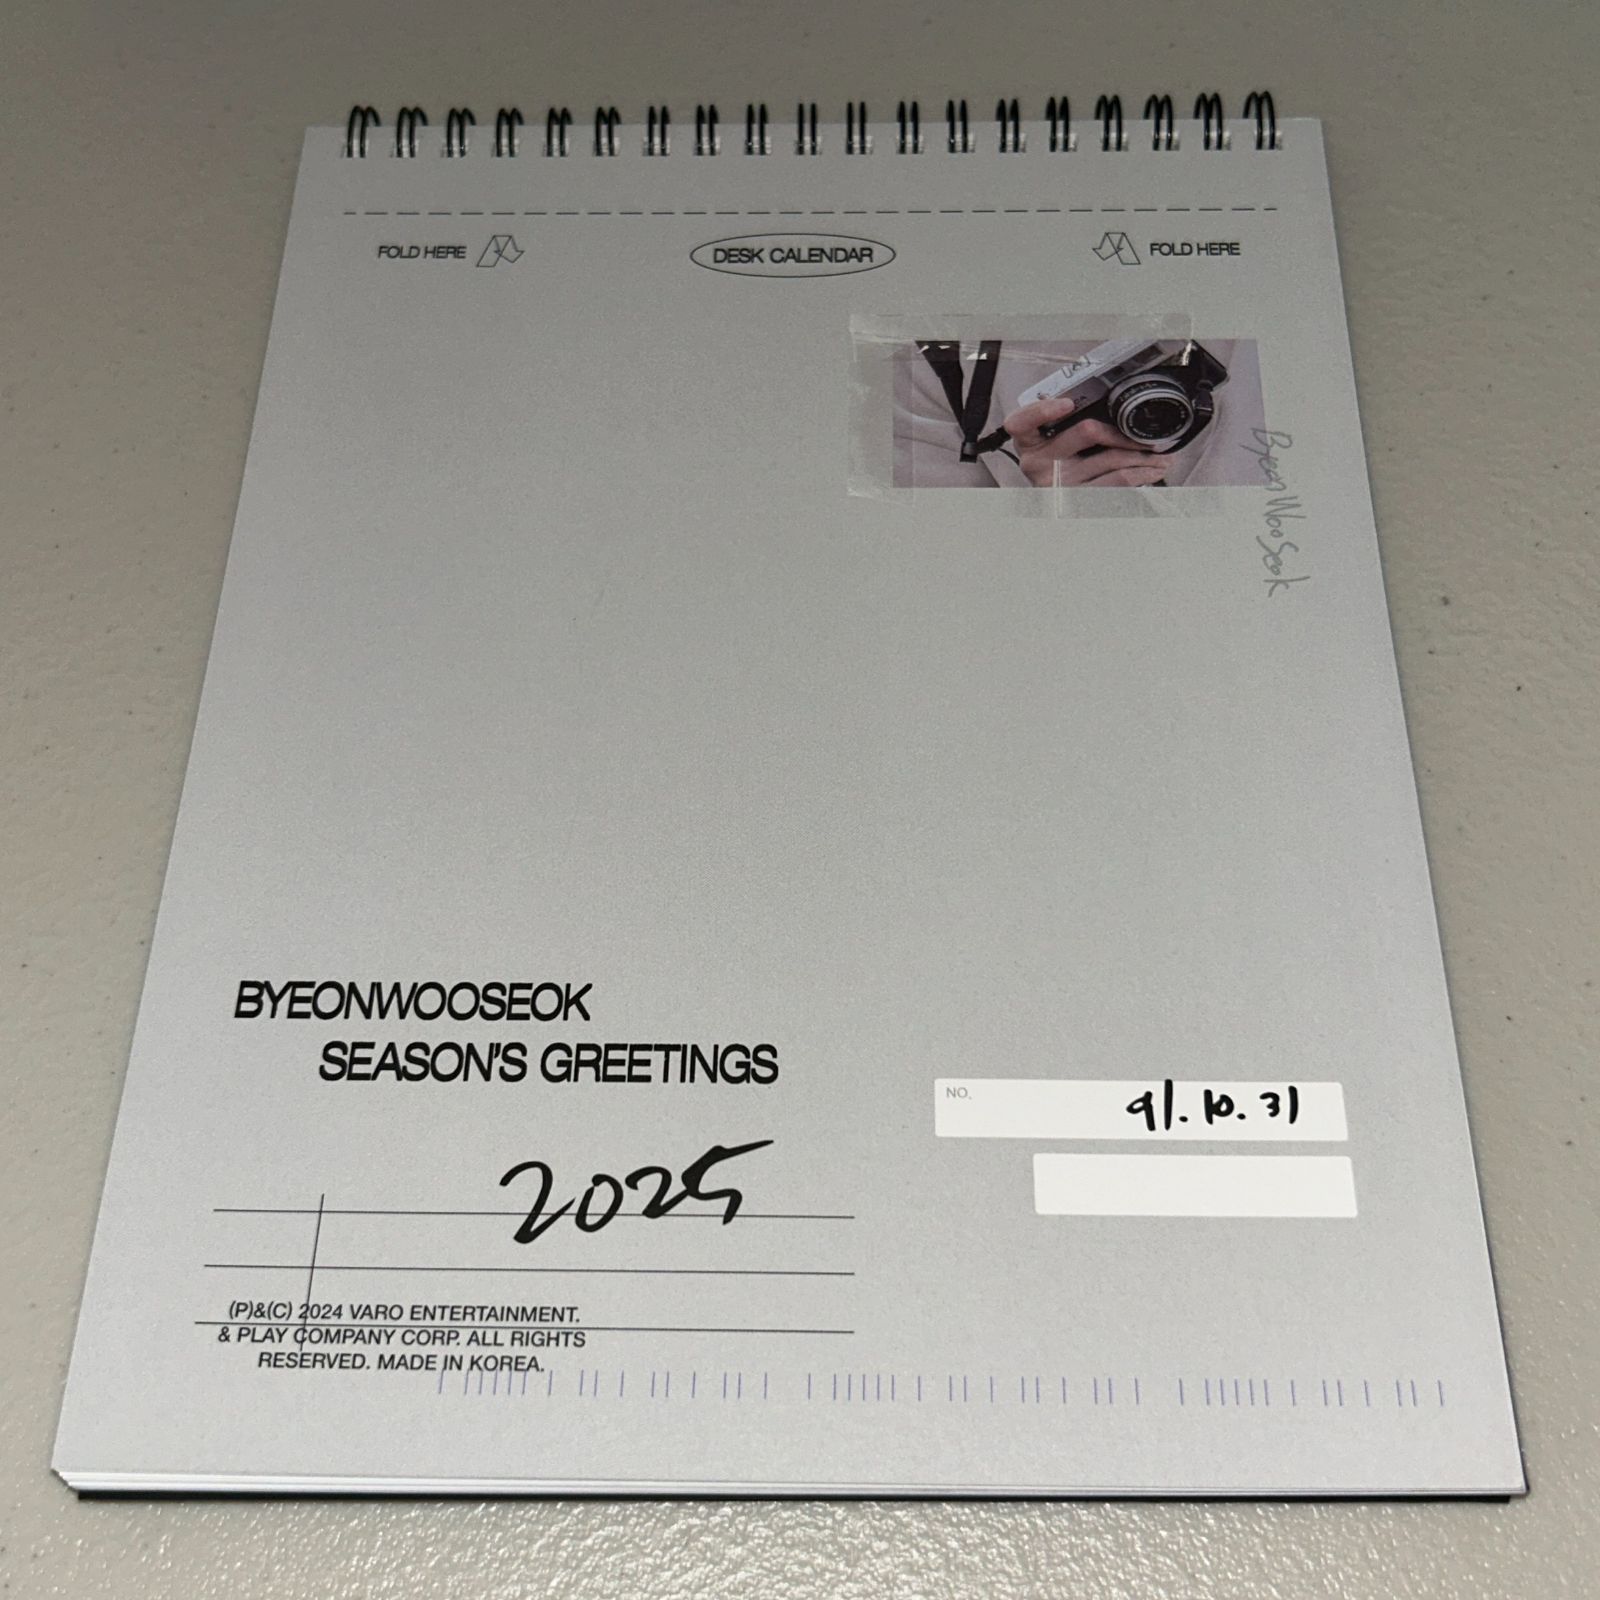 FOLD HERE
DESK CALENDAR
FOLD HERE
Byeon Woo Seok
BYEONWOOSEOK
SEASON'S GREETINGS
NO.
91.10.31
2025
(P)&(C) 2024 VARO ENTERTAINMENT.
& PLAY COMPANY CORP. ALL RIGHTS
RESERVED. MADE IN KOREA.